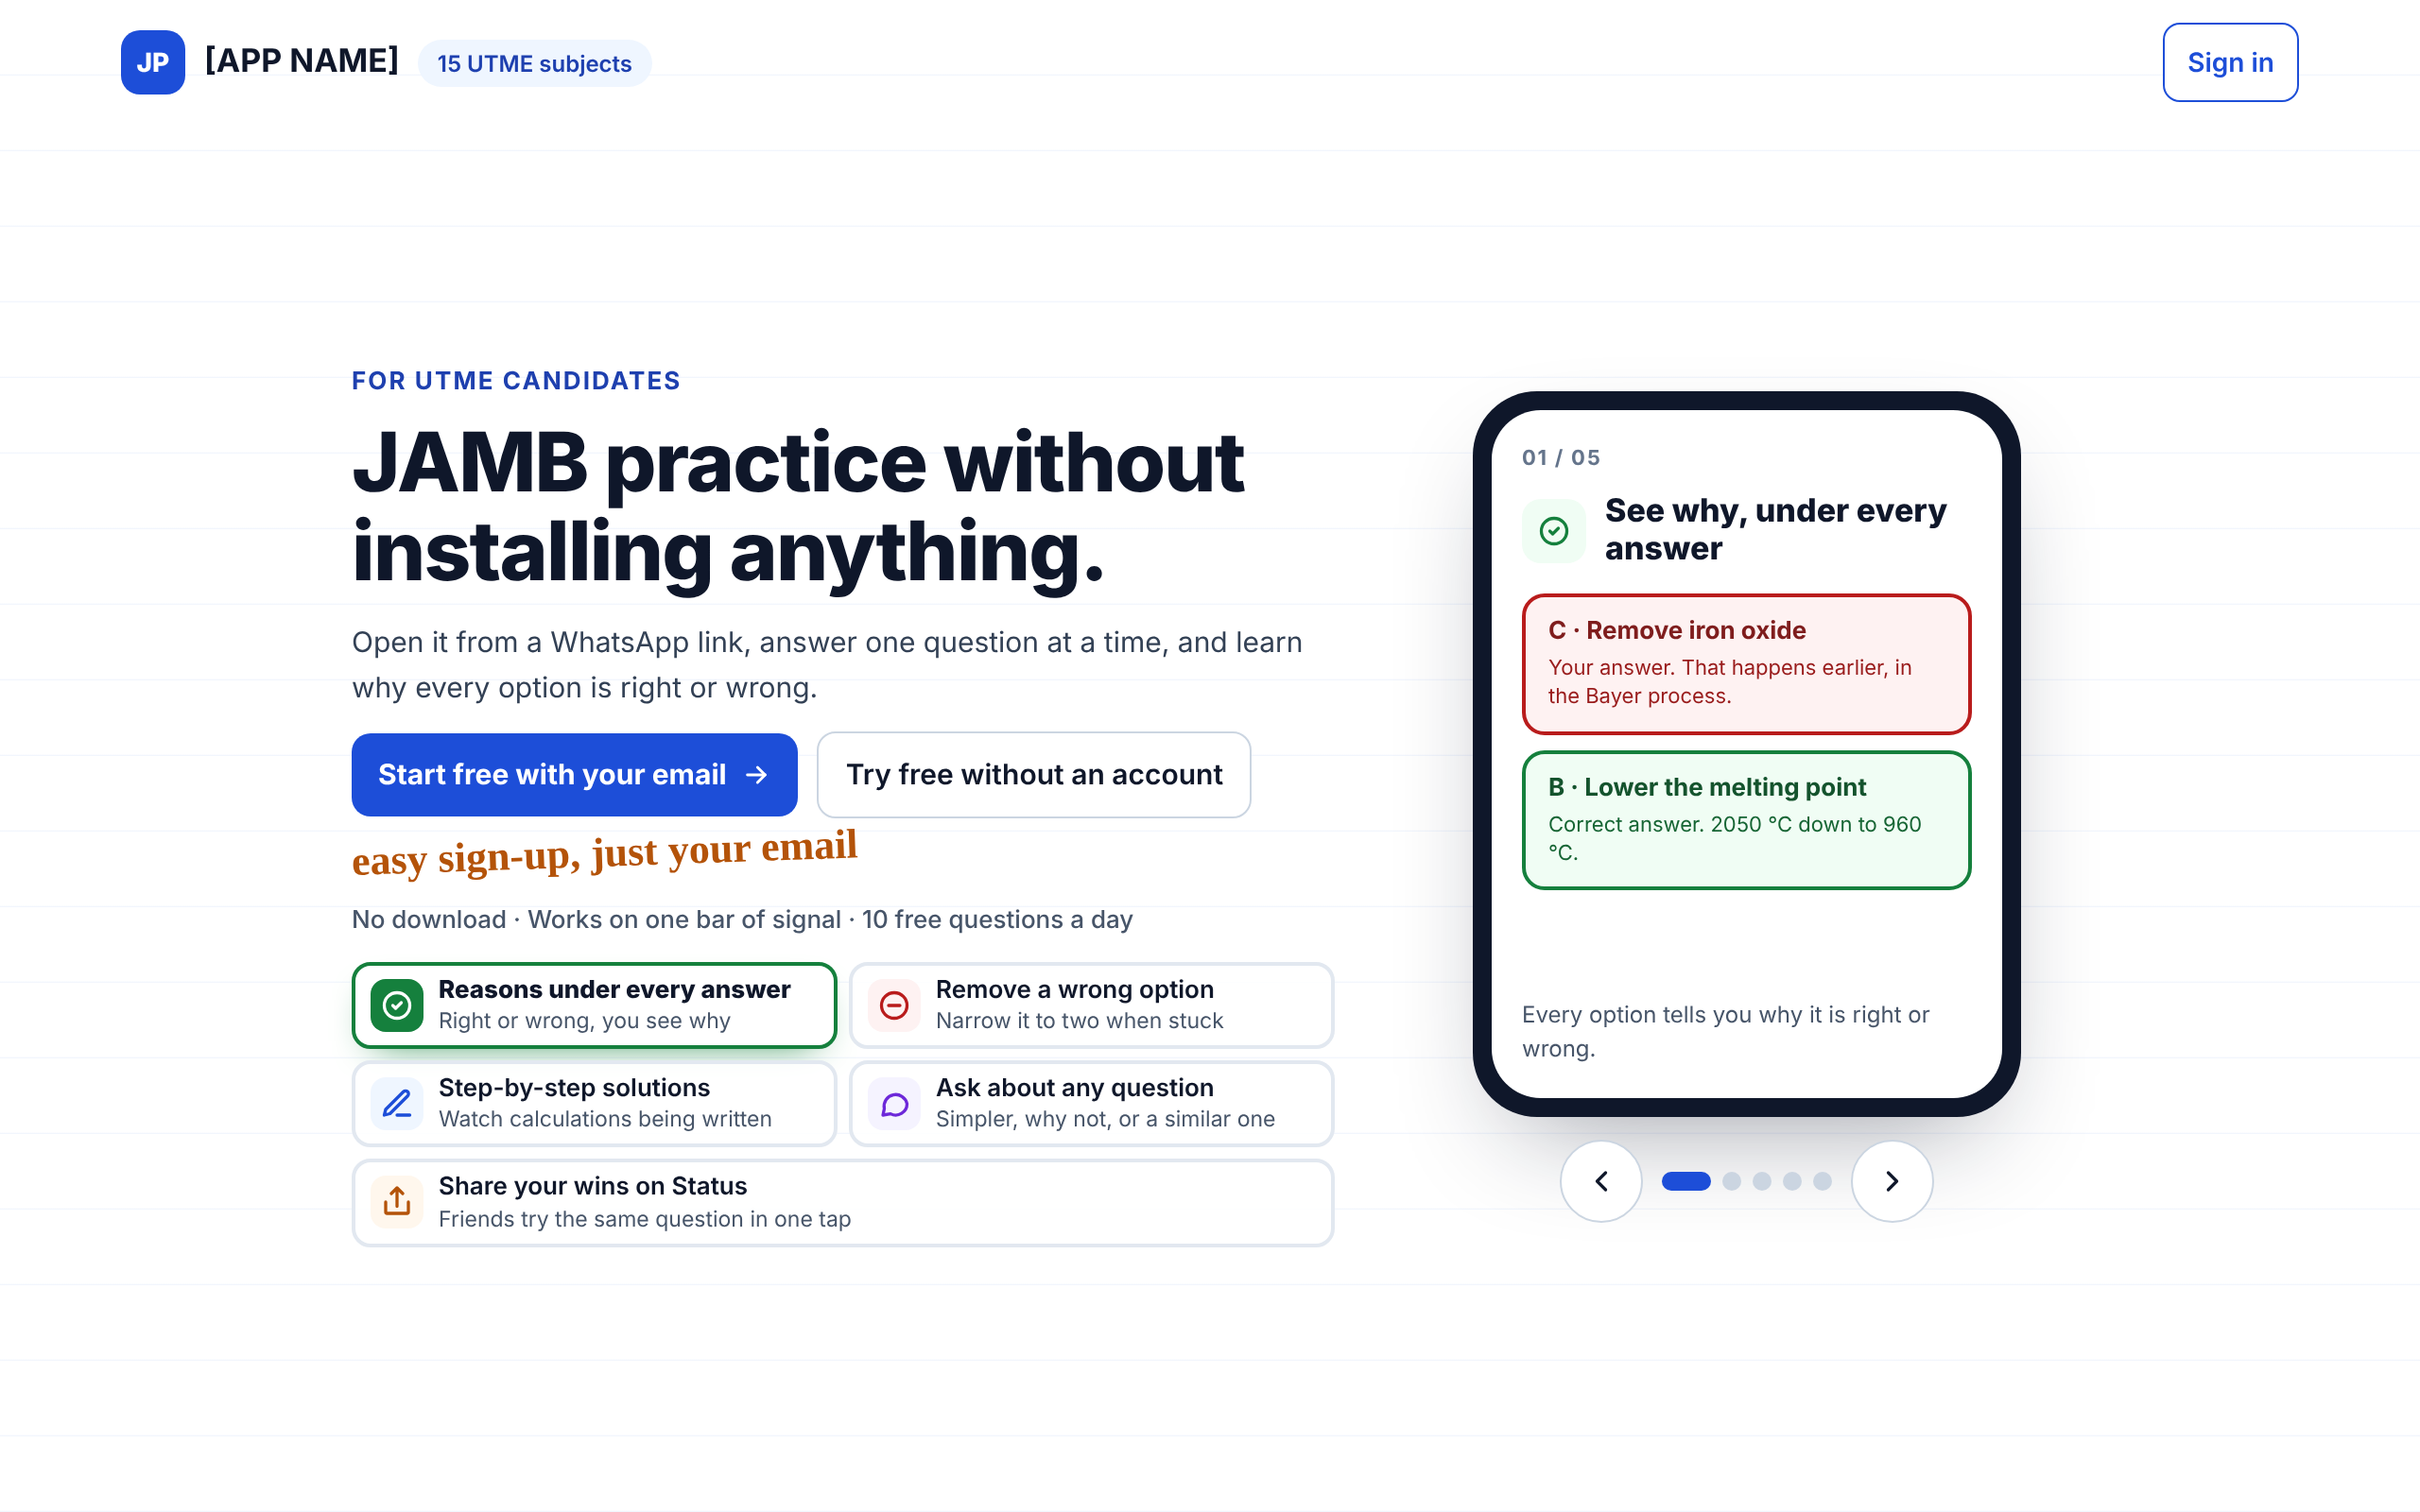 JP [APP NAME] 15 UTME subjects
Sign in
FOR UTME CANDIDATES
JAMB practice without
installing anything.
Open it from a WhatsApp link, answer one question at a time, and learn
why every option is right or wrong.
Start free with your email →
Try free without an account
easy sign-up, just your email
No download · Works on one bar of signal · 10 free questions a day
Reasons under every answer
Right or wrong, you see why
Remove a wrong option
Narrow it to two when stuck
Step-by-step solutions
Watch calculations being written
Ask about any question
Simpler, why not, or a similar one
Share your wins on Status
Friends try the same question in one tap
01 / 05
See why, under every
answer
C · Remove iron oxide
Your answer. That happens earlier, in
the Bayer process.
B · Lower the melting point
Correct answer. 2050 °C down to 960
°C.
Every option tells you why it is right or
wrong.